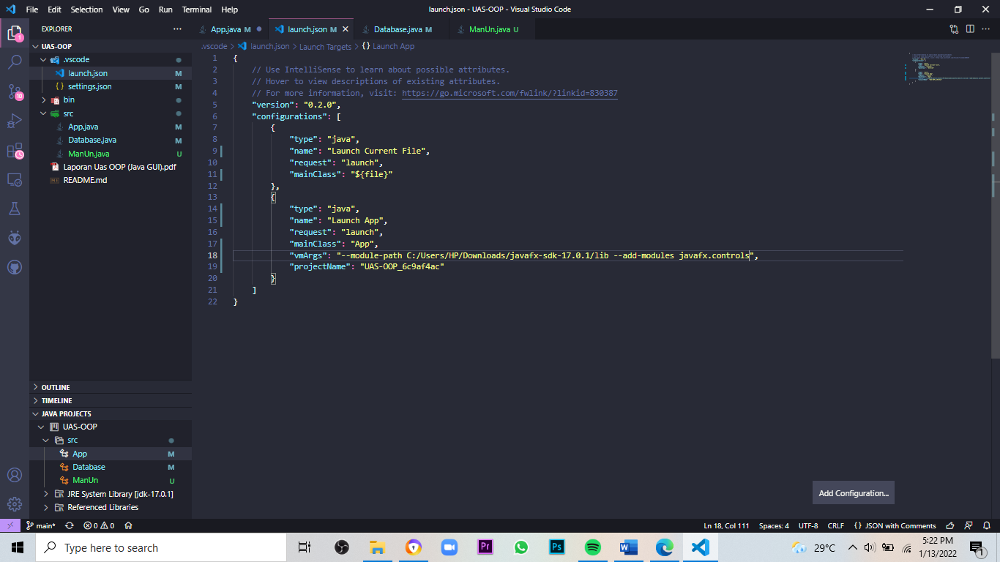 File Edit Selection View Go Run Terminal Help
launch.json - UAS-OOP - Visual Studio Code
EXPLORER
App.java M
launch.json M
Database.java M
ManUn.java U
.vscode > launch.json > Launch Targets > {} Launch App
UAS-OOP
.vscode
launch.json M
settings.json M
bin
src
App.java M
Database.java M
ManUn.java U
Laporan Uas OOP (Java GUI).pdf
README.md
OUTLINE
TIMELINE
JAVA PROJECTS
UAS-OOP
src
App M
Database M
ManUn U
JRE System Library [jdk-17.0.1]
Referenced Libraries
1 {
2 // Use IntelliSense to learn about possible attributes.
3 // Hover to view descriptions of existing attributes.
4 // For more information, visit: https://go.microsoft.com/fwlink/?linkid=830387
5 "version": "0.2.0",
6 "configurations": [
7 {
8 "type": "java",
9 "name": "Launch Current File",
10 "request": "launch",
11 "mainClass": "${file}"
12 },
13 {
14 "type": "java",
15 "name": "Launch App",
16 "request": "launch",
17 "mainClass": "App",
18 "vmArgs": "--module-path C:/Users/HP/Downloads/javafx-sdk-17.0.1/lib --add-modules javafx.controls",
19 "projectName": "UAS-OOP_6c9af4ac"
20 }
21 ]
22 }
Add Configuration...
1
10
main* 0 0
Ln 18, Col 111 Spaces: 4 UTF-8 CRLF {} JSON with Comments
Type here to search
Pr
Ps
W
29°C
5:22 PM
1/13/2022
1